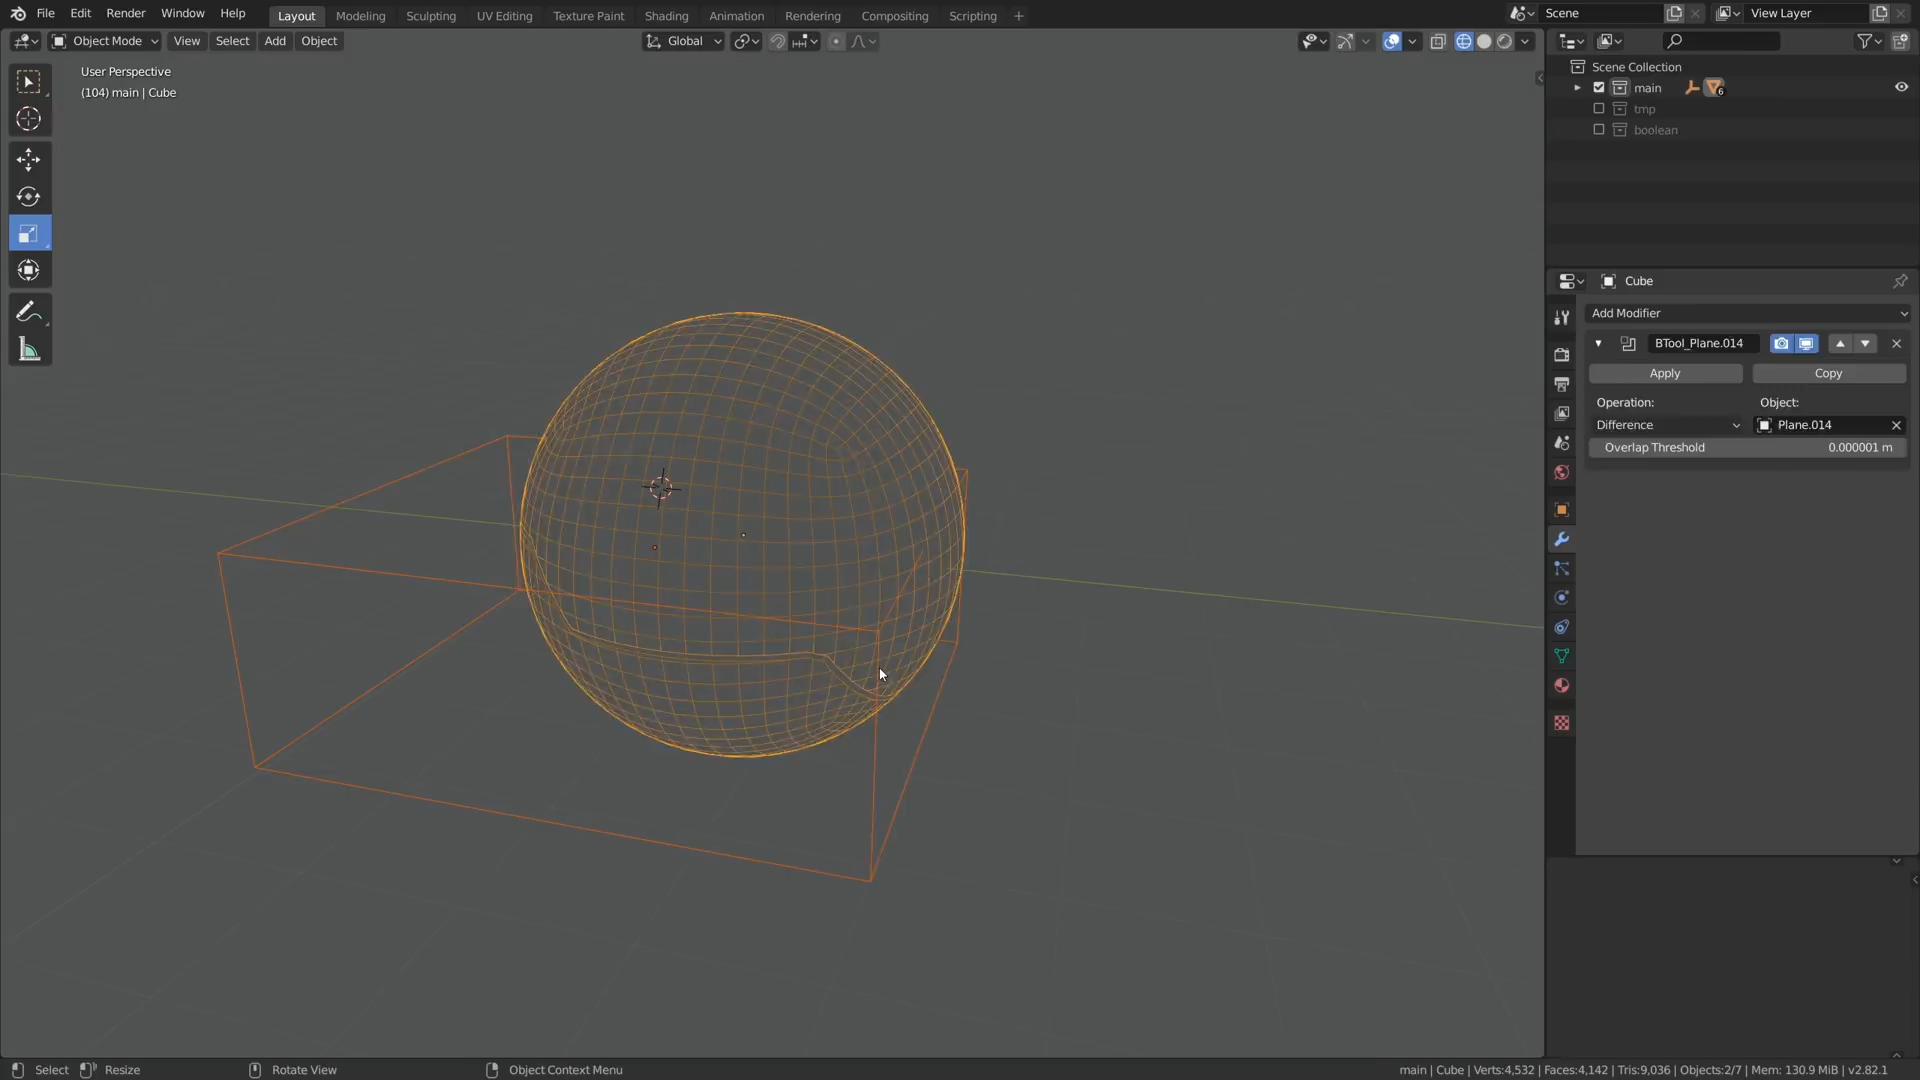 File Edit Render Window Help Layout Modeling Sculpting UV Editing Texture Paint Shading Animation Rendering Compositing Scripting + Scene View Layer
Object Mode View Select Add Object Global
User Perspective
(104) main | Cube
Scene Collection
main 6
tmp
boolean
Cube
Add Modifier
BTool_Plane.014
Apply Copy
Operation: Object:
Difference Plane.014
Overlap Threshold 0.000001 m
Select Resize Rotate View Object Context Menu main | Cube | Verts:4,532 | Faces:4,142 | Tris:9,036 | Objects:2/7 | Mem: 130.9 MiB | v2.82.1